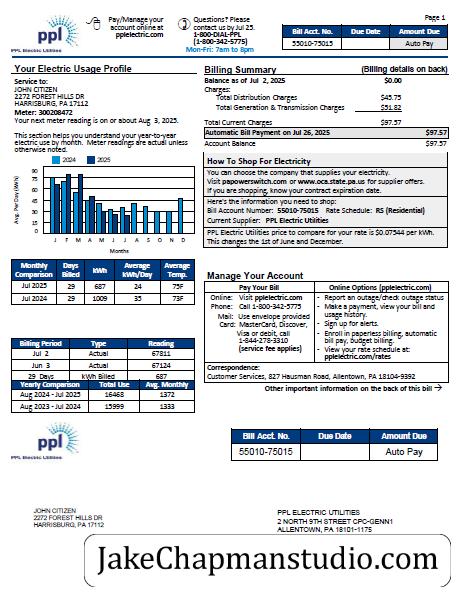 Page 1
ppl
PPL Electric Utilities
Pay/Manage your
account online at
pplelectric.com
Questions? Please
contact us by Jul 25.
1-800-DIAL-PPL
(1-800-342-5775)
Mon-Fri: 7am to 8pm
Bill Acct. No. Due Date Amount Due
55010-75015 Auto Pay
Your Electric Usage Profile
Service to:
JOHN CITIZEN
2272 FOREST HILLS DR
HARRISBURG, PA 17112
Meter: 300208472
Your next meter reading is on or about Aug 3, 2025.
This section helps you understand your year-to-year
electric use by month. Meter readings are actual unless
otherwise noted.
2024 2025
Avg. Per Day (kWh)
90
75
60
45
30
15
0
J F M A M J J A S O N D
Months
Monthly Comparison Days Billed kWh Average kWh/Day Average Temp.
Jul 2025 29 687 24 75F
Jul 2024 29 1009 35 73F
Billing Period Type Reading
Jul 2 Actual 67811
Jun 3 Actual 67124
29 Days kWh Billed 687
Yearly Comparison Total Use Avg. Monthly
Aug 2024 - Jul 2025 16468 1372
Aug 2023 - Jul 2024 15999 1333
Billing Summary (Billing details on back)
Balance as of Jul 2, 2025 $0.00
Charges:
Total Distribution Charges $45.75
Total Generation & Transmission Charges $51.82
Total Current Charges $97.57
Automatic Bill Payment on Jul 26, 2025 $97.57
Account Balance $97.57
How To Shop For Electricity
You can choose the company that supplies your electricity.
Visit papowerswitch.com or www.oca.state.pa.us for supplier offers.
If you are shopping, know your contract expiration date.
Here's the information you need to shop:
Bill Account Number: 55010-75015 Rate Schedule: RS (Residential)
Current Supplier: PPL Electric Utilities
PPL Electric Utilities price to compare for your rate is $0.07544 per kWh.
This changes the 1st of June and December.
Manage Your Account
Pay Your Bill
Online: Visit pplelectric.com
Phone: Call 1-800-342-5775
Mail: Use envelope provided
Card: MasterCard, Discover,
Visa or debit, call
1-844-278-3310
(service fee applies)
Online Options (pplelectric.com)
- Report an outage/check outage status
- Make a payment, view your bill and
usage history.
- Sign up for alerts.
- Enroll in paperless billing, automatic
bill pay, budget billing.
- View your rate schedule at:
pplelectric.com/rates
Correspondence:
Customer Services, 827 Hausman Road, Allentown, PA 18104-9392
Other important information on the back of this bill →
ppl
PPL Electric Utilities
Bill Acct. No. Due Date Amount Due
55010-75015 Auto Pay
JOHN CITIZEN
2272 FOREST HILLS DR
HARRISBURG, PA 17112
PPL ELECTRIC UTILITIES
2 NORTH 9TH STREET CPC-GENN1
ALLENTOWN, PA 18101-1175
JakeChapmanstudio.com